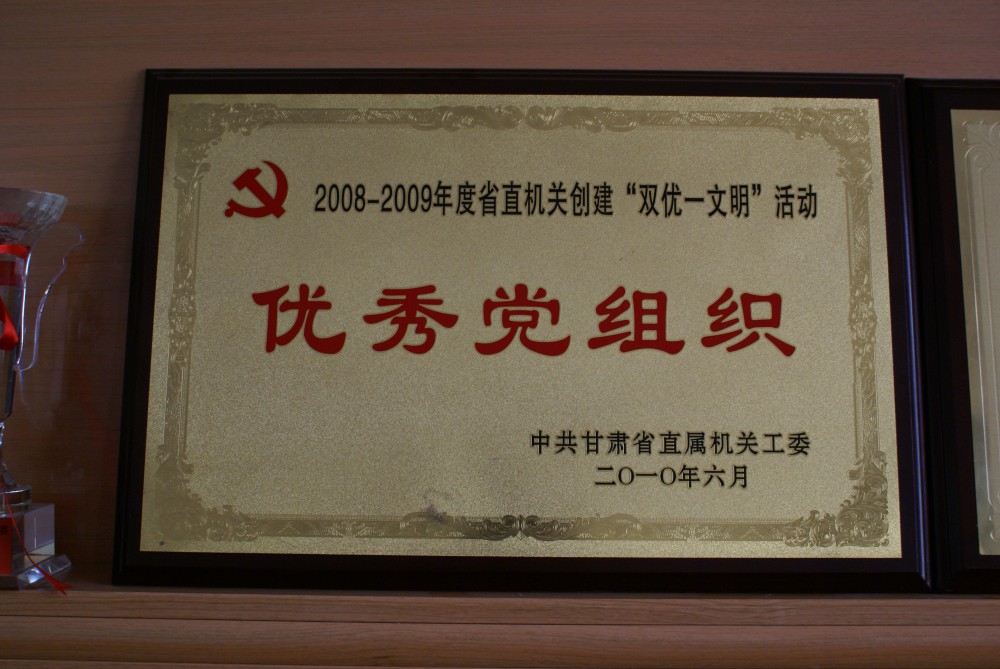 2008-2009年度省直机关创建“双优一文明”活动
优秀党组织
中共甘肃省直属机关工委
二〇一〇年六月